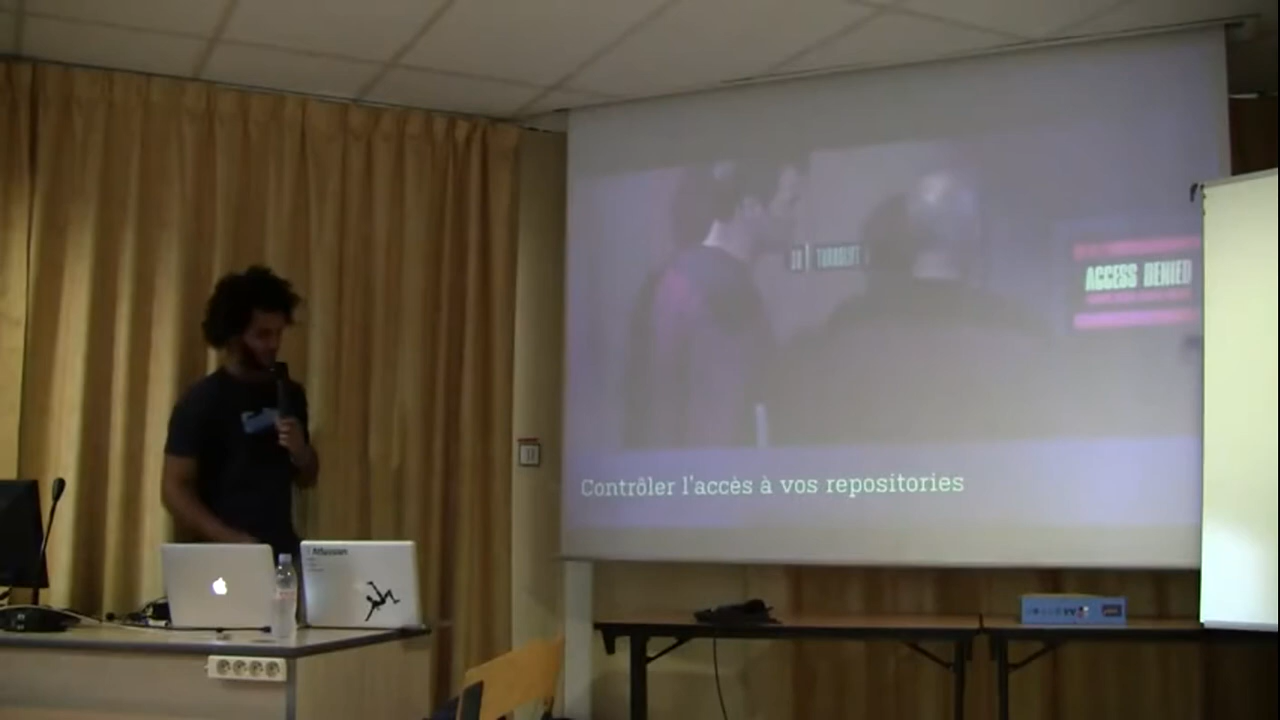 ACCESS DENIED
Contrôler l'accès à vos repositories
Atlassian